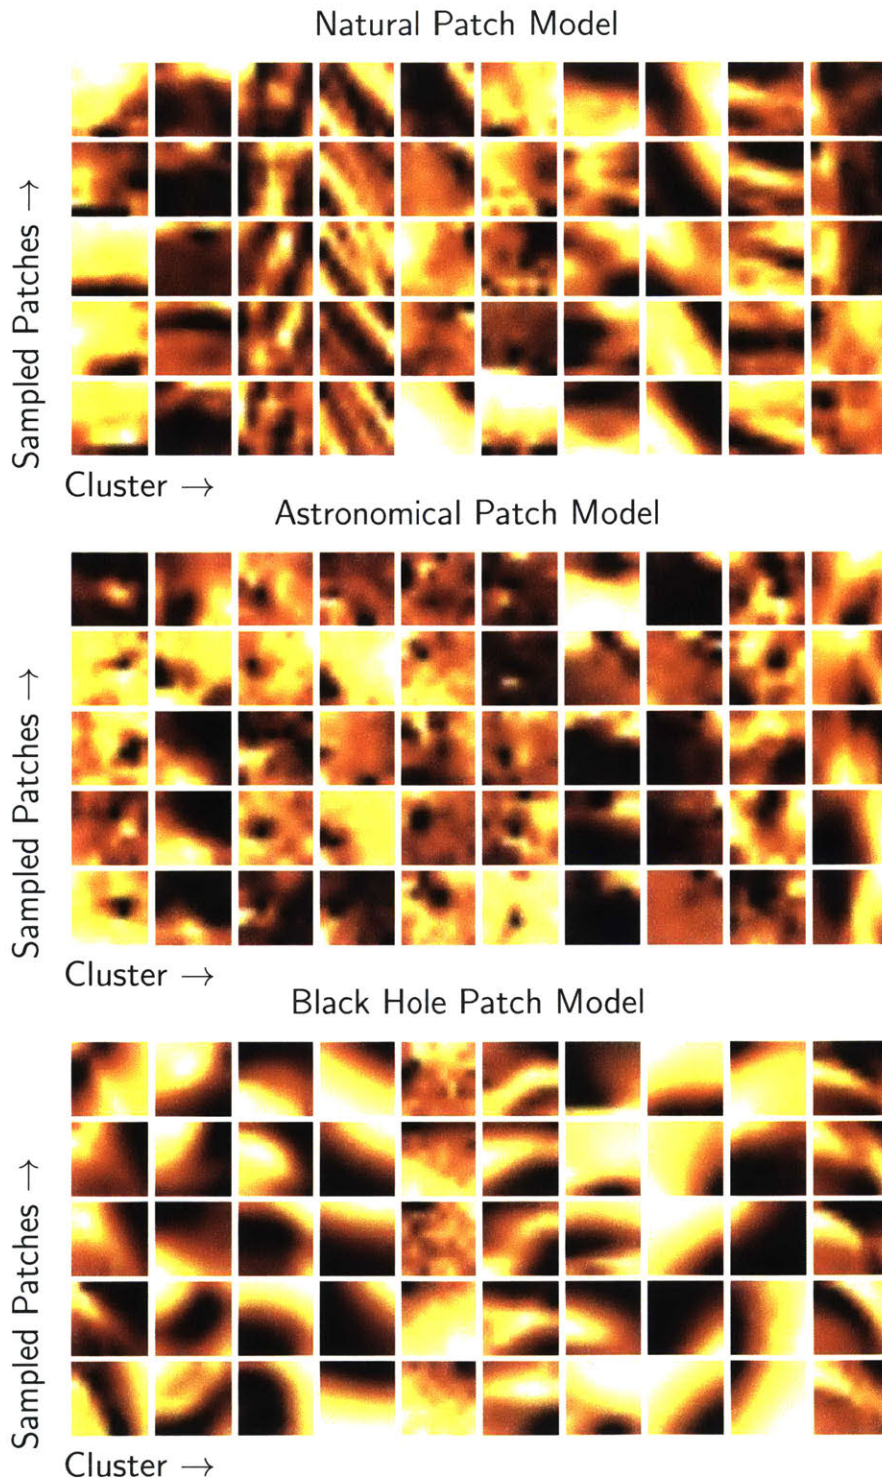 Natural Patch Model
Sampled Patches →
Cluster →
Astronomical Patch Model
Sampled Patches →
Cluster →
Black Hole Patch Model
Sampled Patches →
Cluster →